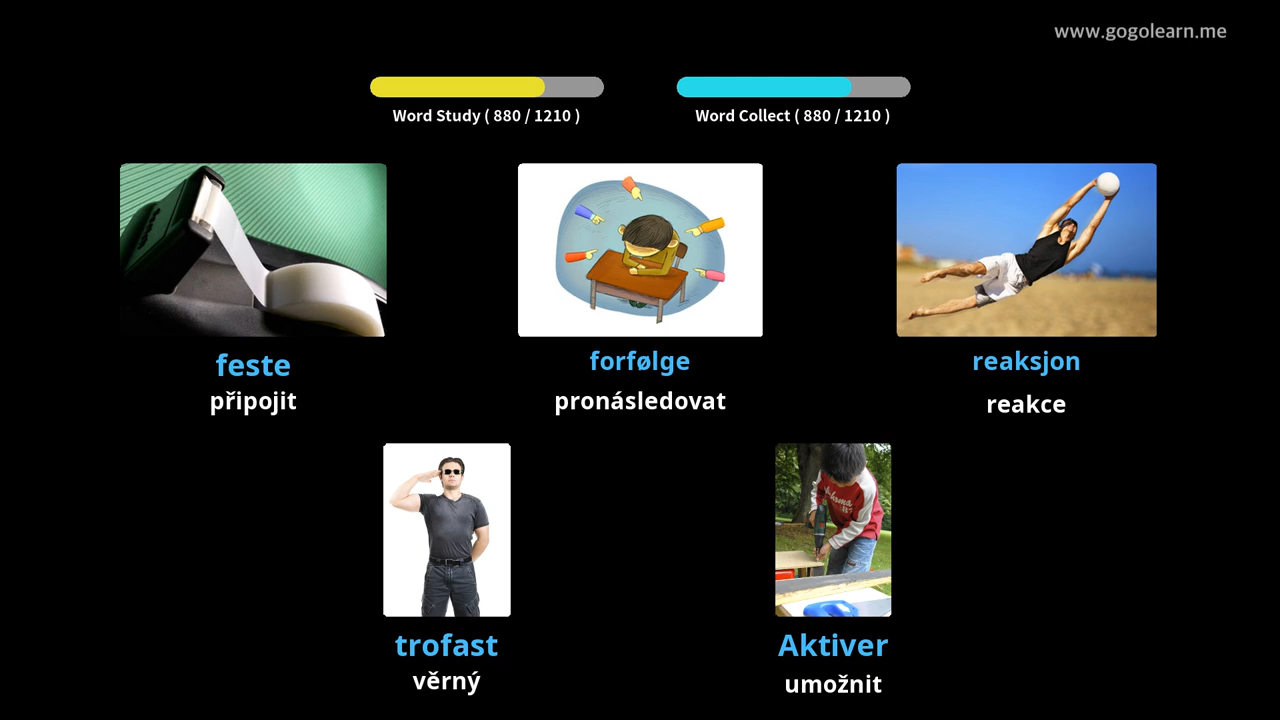 www.gogolearn.me
Word Study ( 880 / 1210 )
Word Collect ( 880 / 1210 )
feste
připojit
forfølge
pronásledovat
reaksjon
reakce
trofast
věrný
Aktiver
umožnit